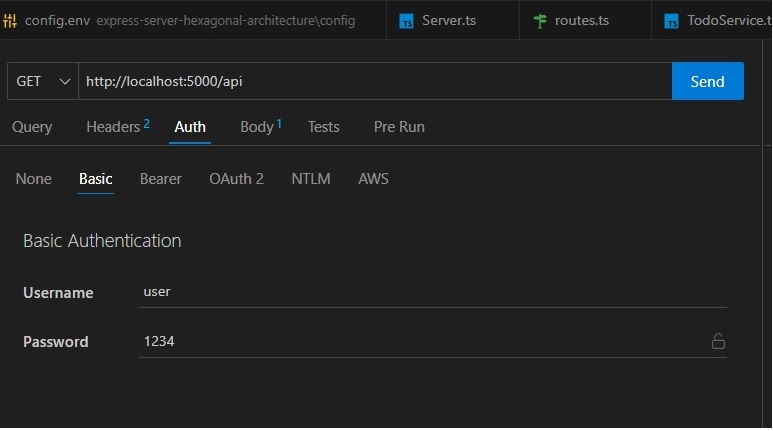 config.env express-server-hexagonal-architecture\config TS Server.ts routes.ts TS TodoService.t
GET http://localhost:5000/api Send
Query Headers 2 Auth Body 1 Tests Pre Run
None Basic Bearer OAuth 2 NTLM AWS
Basic Authentication
Username user
Password 1234